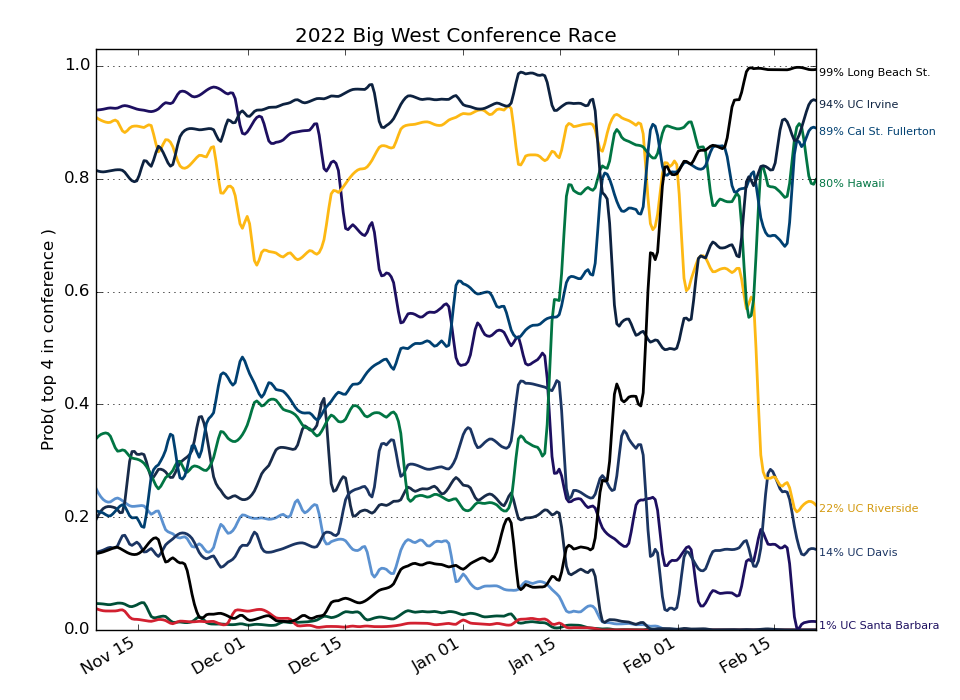 2022 Big West Conference Race
Prob( top 4 in conference )
1.0
0.8
0.6
0.4
0.2
0.0
Nov 15
Dec 01
Dec 15
Jan 01
Jan 15
Feb 01
Feb 15
99% Long Beach St.
94% UC Irvine
89% Cal St. Fullerton
80% Hawaii
22% UC Riverside
14% UC Davis
1% UC Santa Barbara